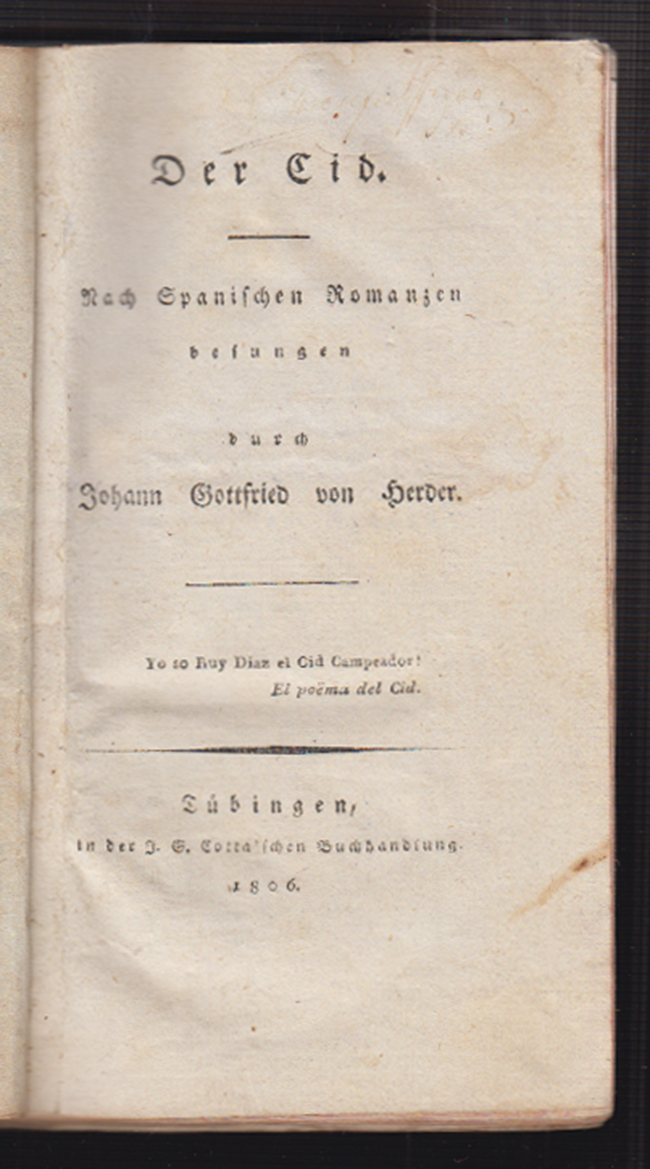 Der Cid.
Nach Spaniſchen Romanzen
beſungen
durch
Johann Gottfried von Herder.
Yo so Ruy Diaz el Cid Campeador!
El poëma del Cid.
Tübingen,
in der J. G. Cotta'ſchen Buchhandlung.
1806.